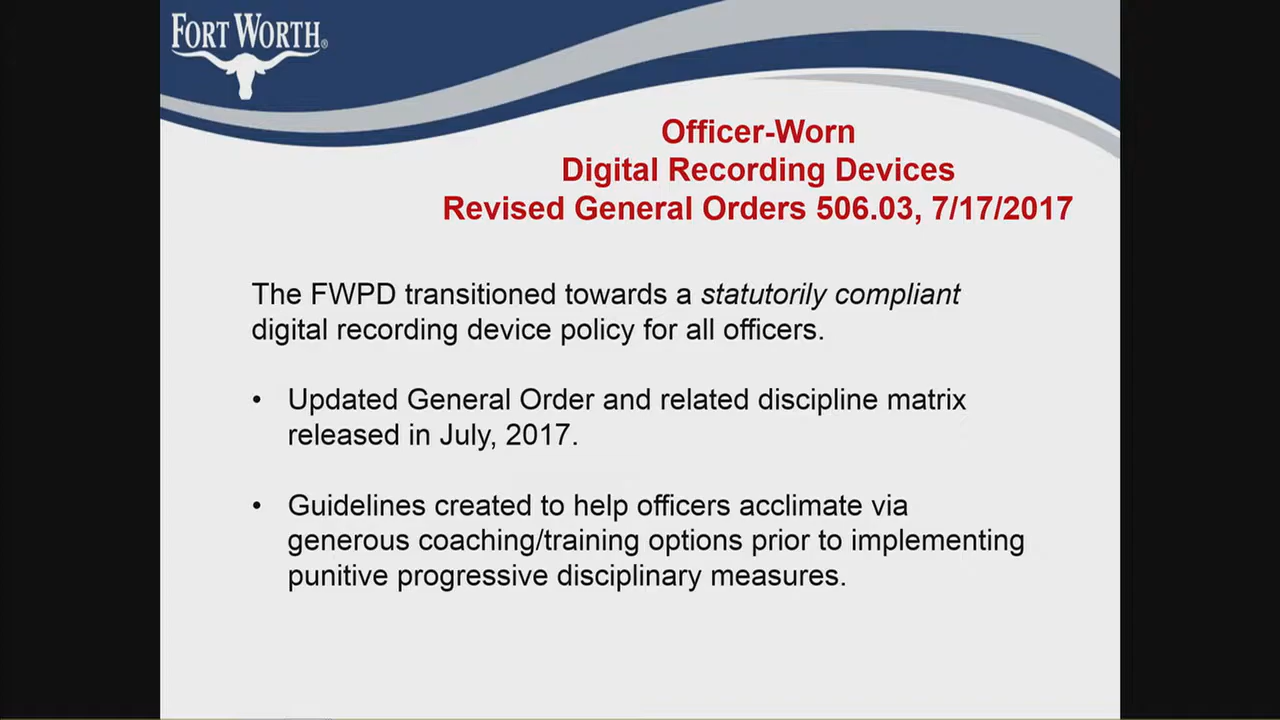 FORT WORTH®
Officer-Worn
Digital Recording Devices
Revised General Orders 506.03, 7/17/2017
The FWPD transitioned towards a statutorily compliant
digital recording device policy for all officers.
• Updated General Order and related discipline matrix
released in July, 2017.
• Guidelines created to help officers acclimate via
generous coaching/training options prior to implementing
punitive progressive disciplinary measures.